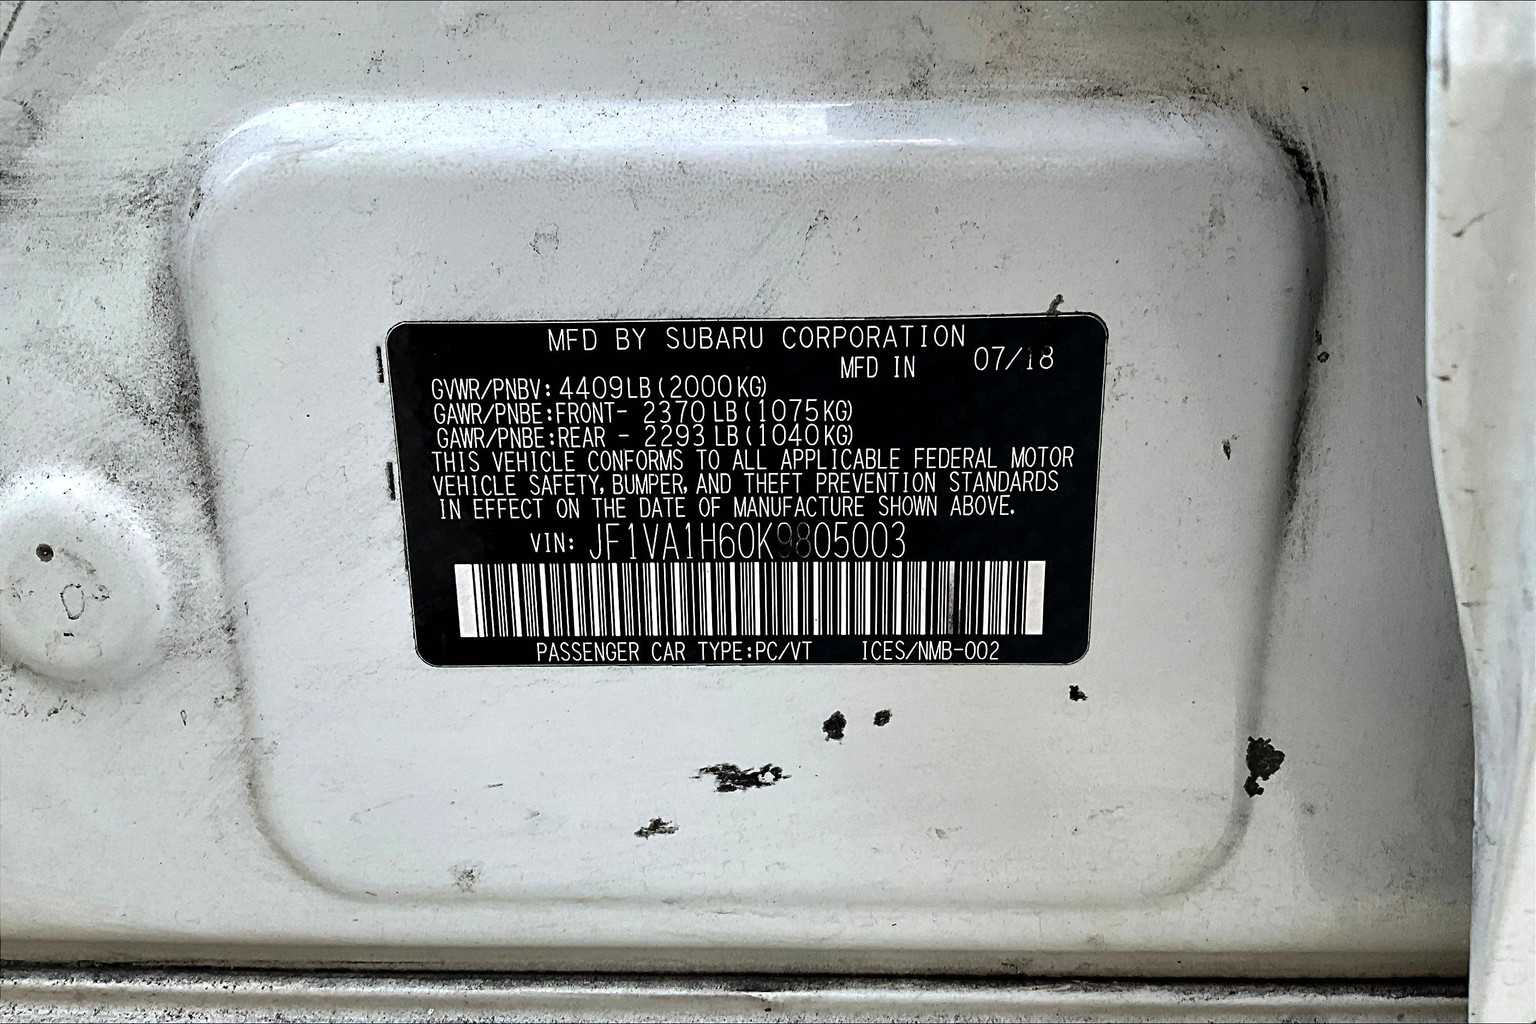 MFD BY SUBARU CORPORATION
MFD IN 07/18
GVWR/PNBV: 4409LB(2000KG)
GAWR/PNBE:FRONT- 2370 LB(1075KG)
GAWR/PNBE:REAR - 2293 LB(1040KG)
THIS VEHICLE CONFORMS TO ALL APPLICABLE FEDERAL MOTOR
VEHICLE SAFETY, BUMPER, AND THEFT PREVENTION STANDARDS
IN EFFECT ON THE DATE OF MANUFACTURE SHOWN ABOVE.
VIN: JF1VA1H60K9805003
PASSENGER CAR TYPE:PC/VT ICES/NMB-002